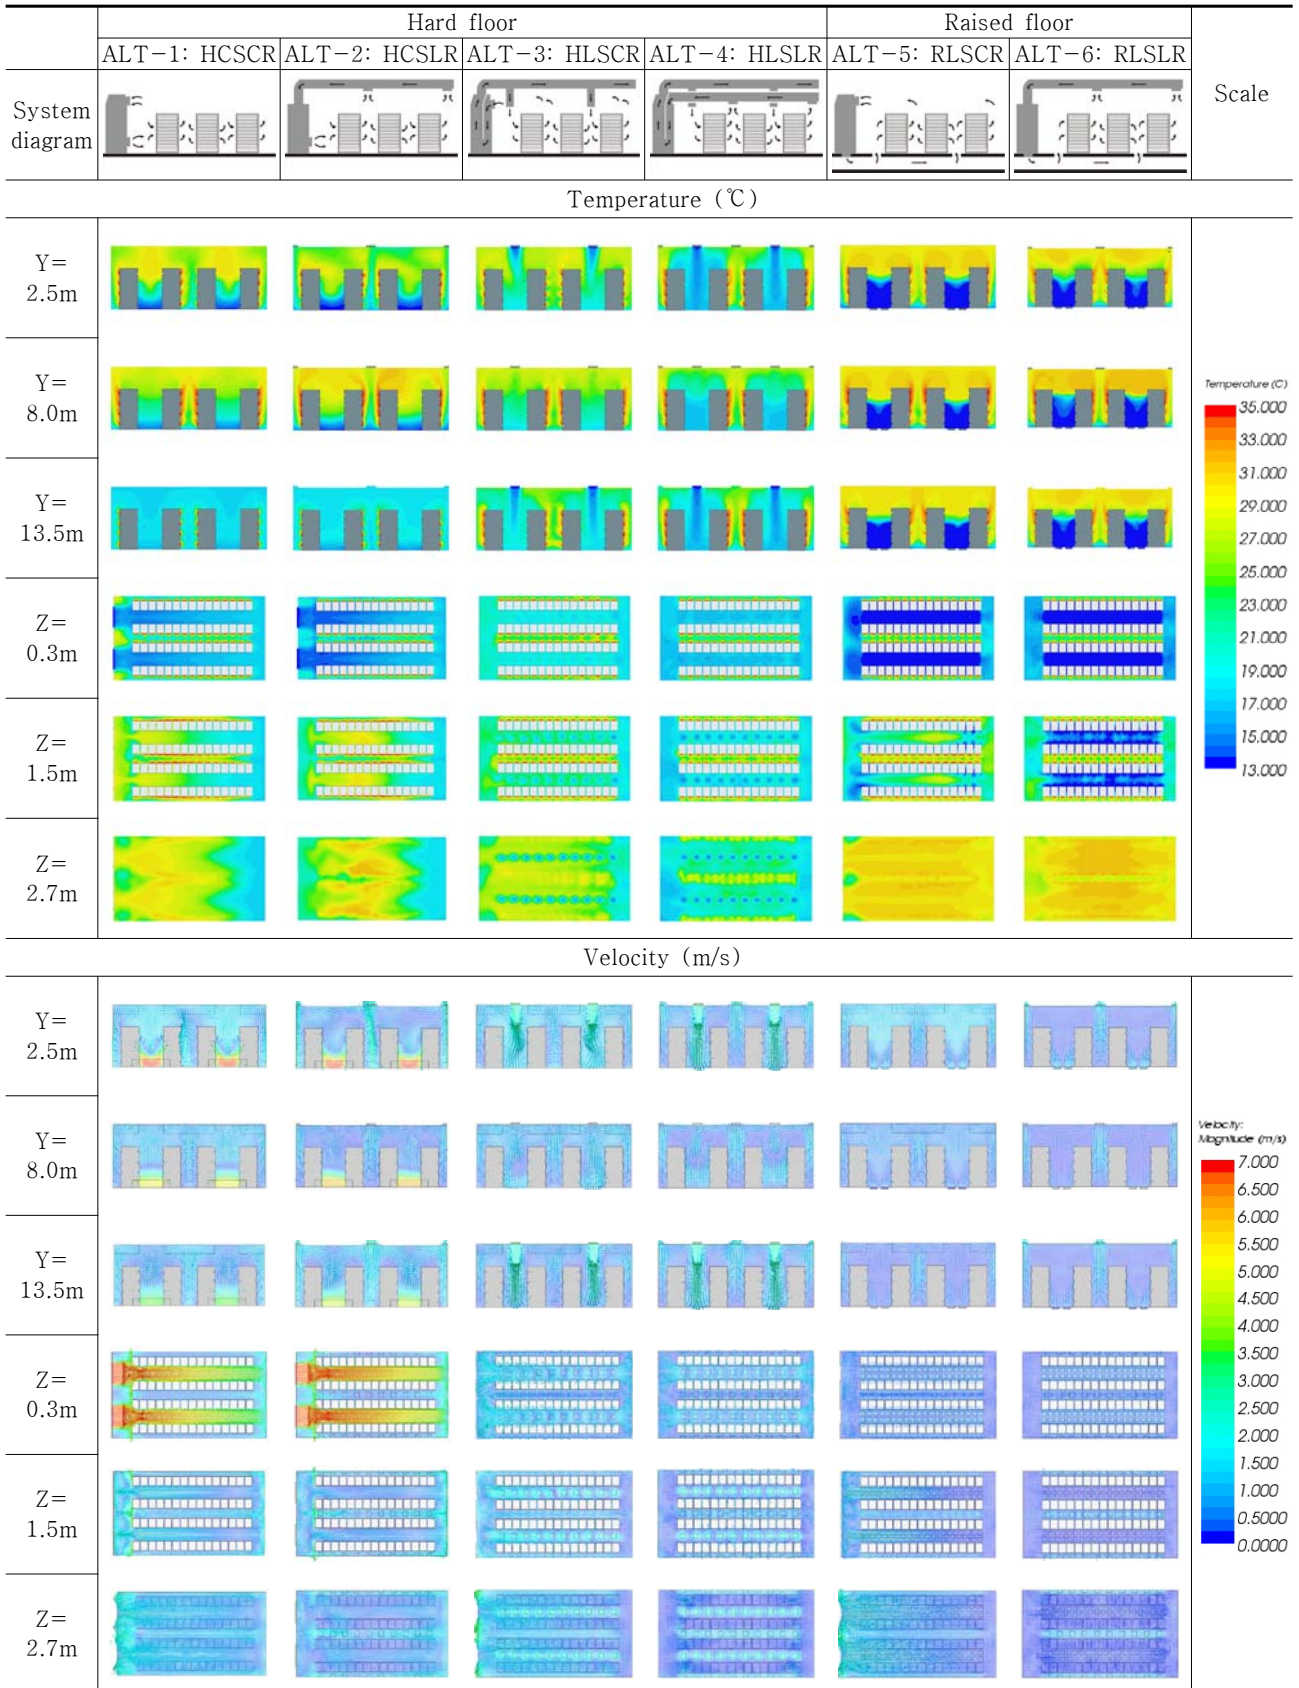 Hard floor
Raised floor
Scale
ALT-1: HCSCR
ALT-2: HCSLR
ALT-3: HLSCR
ALT-4: HLSLR
ALT-5: RLSCR
ALT-6: RLSLR
System
diagram
Temperature (℃)
Y=
2.5m
Y=
8.0m
Y=
13.5m
Z=
0.3m
Z=
1.5m
Z=
2.7m
Temperature (C)
35.000
33.000
31.000
29.000
27.000
25.000
23.000
21.000
19.000
17.000
15.000
13.000
Velocity (m/s)
Y=
2.5m
Y=
8.0m
Y=
13.5m
Z=
0.3m
Z=
1.5m
Z=
2.7m
Velocity:
Magnitude (m/s)
7.000
6.500
6.000
5.500
5.000
4.500
4.000
3.500
3.000
2.500
2.000
1.500
1.000
0.5000
0.0000